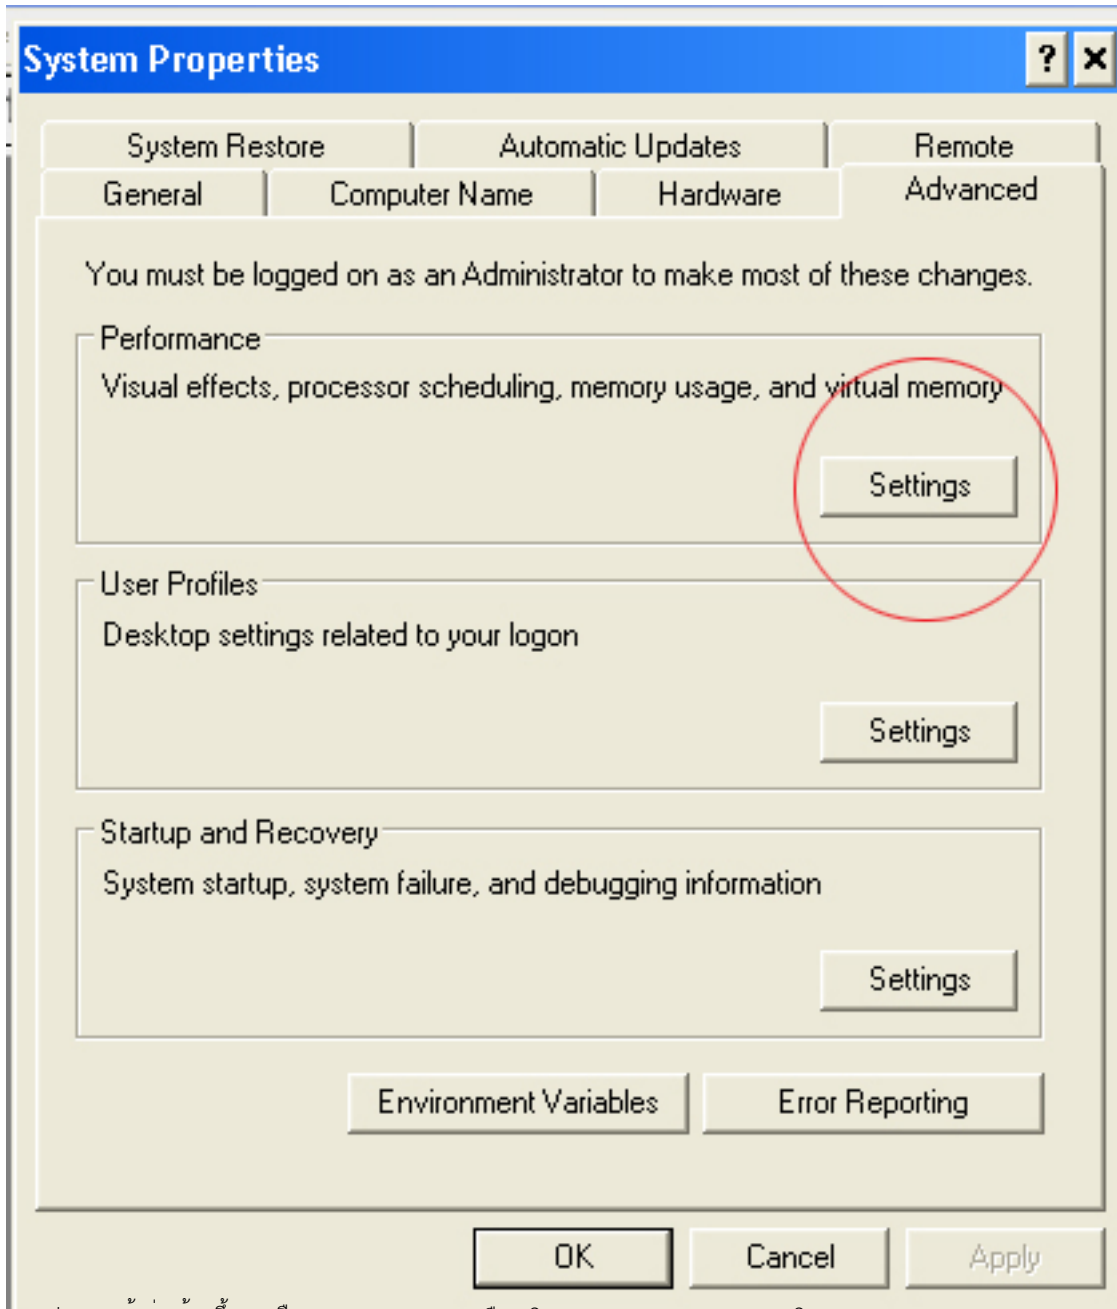 System Properties
System Restore
Automatic Updates
Remote
General
Computer Name
Hardware
Advanced
You must be logged on as an Administrator to make most of these changes.
Performance
Visual effects, processor scheduling, memory usage, and virtual memory
Settings
User Profiles
Desktop settings related to your logon
Settings
Startup and Recovery
System startup, system failure, and debugging information
Settings
Environment Variables
Error Reporting
OK
Cancel
Apply